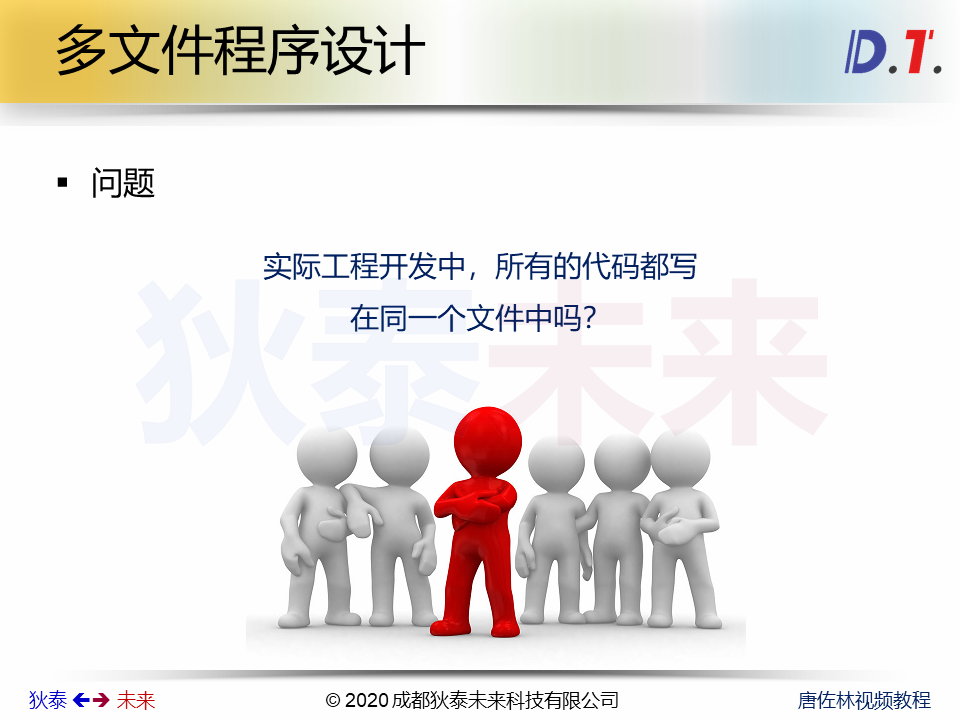 多文件程序设计
D.T.
▪ 问题
实际工程开发中，所有的代码都写
在同一个文件中吗？
狄泰未来
狄泰 未来
© 2020 成都狄泰未来科技有限公司
唐佐林视频教程